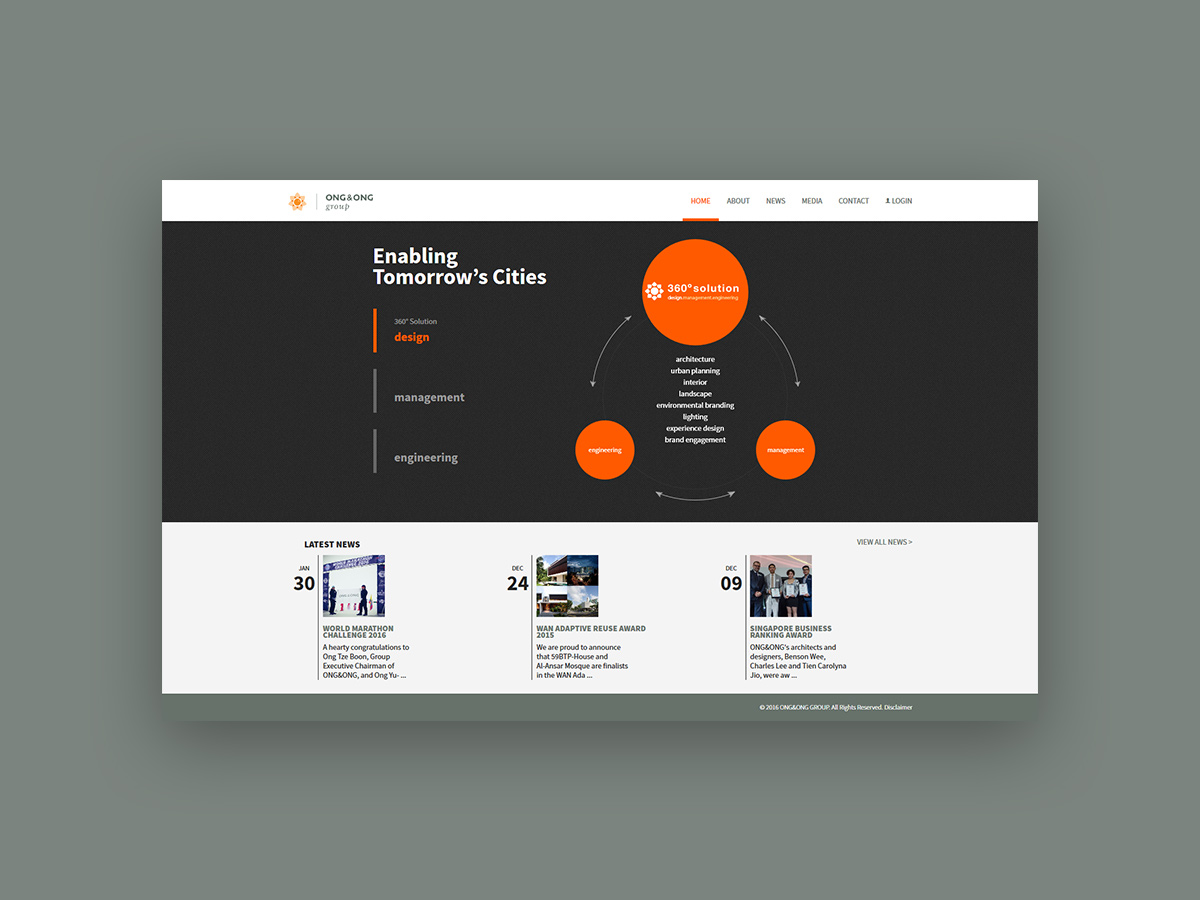 ONG&ONG
group
HOME
ABOUT
NEWS
MEDIA
CONTACT
LOGIN
Enabling
Tomorrow's Cities
360° Solution
design
management
engineering
360°solution
design.management.engineering
architecture
urban planning
interior
landscape
environmental branding
lighting
experience design
brand engagement
engineering
management
LATEST NEWS
VIEW ALL NEWS >
JAN
30
WORLD MARATHON
CHALLENGE 2016
A hearty congratulations to
Ong Tze Boon, Group
Executive Chairman of
ONG&ONG, and Ong Yu- ...
DEC
24
WAN ADAPTIVE REUSE AWARD
2015
We are proud to announce
that 59BTP-House and
Al-Ansar Mosque are finalists
in the WAN Ada ...
DEC
09
SINGAPORE BUSINESS
RANKING AWARD
ONG&ONG's architects and
designers, Benson Wee,
Charles Lee and Tien Carolyna
Jio, were aw ...
© 2016 ONG&ONG GROUP. All Rights Reserved. Disclaimer